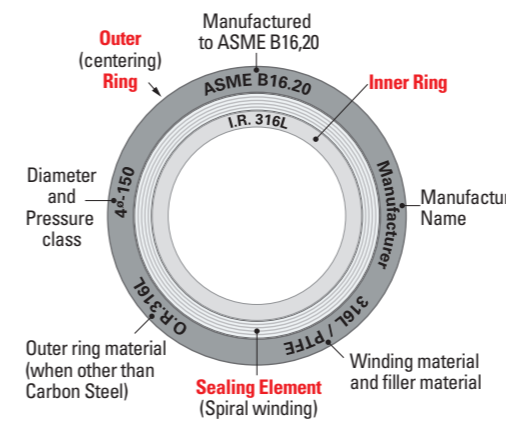 Manufactured
to ASME B16,20
Outer
(centering)
Ring
ASME B16.20
Inner Ring
I.R. 316L
Diameter
and
Pressure
class
4º-150
Manufacturer
Manufactur
Name
O.R.316L
316L / PTFE
Outer ring material
(when other than
Carbon Steel)
Sealing Element
(Spiral winding)
Winding material
and filler material